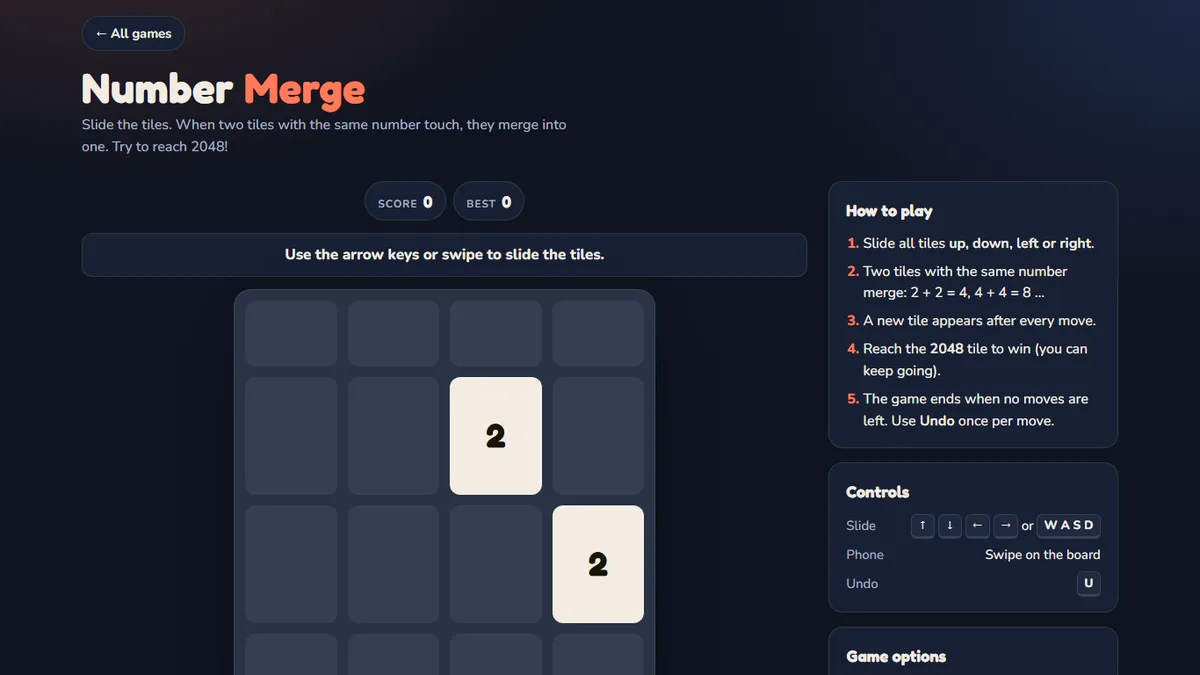 ← All games
Number Merge
Slide the tiles. When two tiles with the same number touch, they merge into
one. Try to reach 2048!
SCORE 0
BEST 0
Use the arrow keys or swipe to slide the tiles.
2
2
How to play
1. Slide all tiles up, down, left or right.
2. Two tiles with the same number
merge: 2 + 2 = 4, 4 + 4 = 8 ...
3. A new tile appears after every move.
4. Reach the 2048 tile to win (you can
keep going).
5. The game ends when no moves are
left. Use Undo once per move.
Controls
Slide ↑ ↓ ← → or W A S D
Phone Swipe on the board
Undo U
Game options